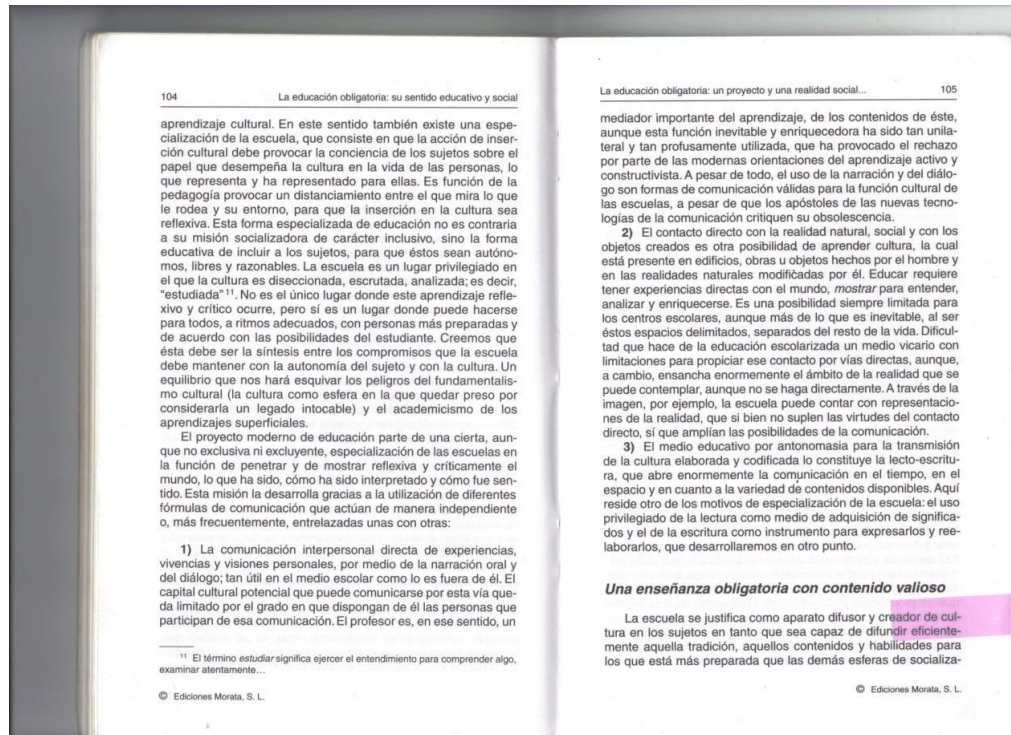 104
La educación obligatoria: su sentido educativo y social
aprendizaje cultural. En este sentido también existe una espe-
cialización de la escuela, que consiste en que la acción de inser-
ción cultural debe provocar la conciencia de los sujetos sobre el
papel que desempeña la cultura en la vida de las personas, lo
que representa y ha representado para ellas. Es función de la
pedagogía provocar un distanciamiento entre el que mira lo que
le rodea y su entorno, para que la inserción en la cultura sea
reflexiva. Esta forma especializada de educación no es contraria
a su misión socializadora de carácter inclusivo, sino la forma
educativa de incluir a los sujetos, para que éstos sean autóno-
mos, libres y razonables. La escuela es un lugar privilegiado en
el que la cultura es diseccionada, escrutada, analizada; es decir,
"estudiada" 11. No es el único lugar donde este aprendizaje refle-
xivo y crítico ocurre, pero sí es un lugar donde puede hacerse
para todos, a ritmos adecuados, con personas más preparadas y
de acuerdo con las posibilidades del estudiante. Creemos que
ésta debe ser la síntesis entre los compromisos que la escuela
debe mantener con la autonomía del sujeto y con la cultura. Un
equilibrio que nos hará esquivar los peligros del fundamentalis-
mo cultural (la cultura como esfera en la que quedar preso por
considerarla un legado intocable) y el academicismo de los
aprendizajes superficiales.
El proyecto moderno de educación parte de una cierta, aun-
que no exclusiva ni excluyente, especialización de las escuelas en
la función de penetrar y de mostrar reflexiva y críticamente el
mundo, lo que ha sido, cómo ha sido interpretado y cómo fue sen-
tido. Esta misión la desarrolla gracias a la utilización de diferentes
fórmulas de comunicación que actúan de manera independiente
o, más frecuentemente, entrelazadas unas con otras:
1) La comunicación interpersonal directa de experiencias,
vivencias y visiones personales, por medio de la narración oral y
del diálogo; tan útil en el medio escolar como lo es fuera de él. El
capital cultural potencial que puede comunicarse por esta vía que-
da limitado por el grado en que dispongan de él las personas que
participan de esa comunicación. El profesor es, en ese sentido, un
11 El término estudiar significa ejercer el entendimiento para comprender algo,
examinar atentamente...
© Ediciones Morata, S. L.
La educación obligatoria: un proyecto y una realidad social...
105
mediador importante del aprendizaje, de los contenidos de éste,
aunque esta función inevitable y enriquecedora ha sido tan unila-
teral y tan profusamente utilizada, que ha provocado el rechazo
por parte de las modernas orientaciones del aprendizaje activo y
constructivista. A pesar de todo, el uso de la narración y del diálo-
go son formas de comunicación válidas para la función cultural de
las escuelas, a pesar de que los apóstoles de las nuevas tecno-
logías de la comunicación critiquen su obsolescencia.
2) El contacto directo con la realidad natural, social y con los
objetos creados es otra posibilidad de aprender cultura, la cual
está presente en edificios, obras u objetos hechos por el hombre y
en las realidades naturales modificadas por él. Educar requiere
tener experiencias directas con el mundo, mostrar para entender,
analizar y enriquecerse. Es una posibilidad siempre limitada para
los centros escolares, aunque más de lo que es inevitable, al ser
éstos espacios delimitados, separados del resto de la vida. Dificul-
tad que hace de la educación escolarizada un medio vicario con
limitaciones para propiciar ese contacto por vías directas, aunque,
a cambio, ensancha enormemente el ámbito de la realidad que se
puede contemplar, aunque no se haga directamente. A través de la
imagen, por ejemplo, la escuela puede contar con representacio-
nes de la realidad, que si bien no suplen las virtudes del contacto
directo, sí que amplían las posibilidades de la comunicación.
3) El medio educativo por antonomasia para la transmisión
de la cultura elaborada y codificada lo constituye la lecto-escritu-
ra, que abre enormemente la comunicación en el tiempo, en el
espacio y en cuanto a la variedad de contenidos disponibles. Aquí
reside otro de los motivos de especialización de la escuela: el uso
privilegiado de la lectura como medio de adquisición de significa-
dos y el de la escritura como instrumento para expresarlos y ree-
laborarlos, que desarrollaremos en otro punto.
Una enseñanza obligatoria con contenido valioso
La escuela se justifica como aparato difusor y creador de cul-
tura en los sujetos en tanto que sea capaz de difundir eficiente-
mente aquella tradición, aquellos contenidos y habilidades para
los que está más preparada que las demás esferas de socializa-
© Ediciones Morata, S. L.